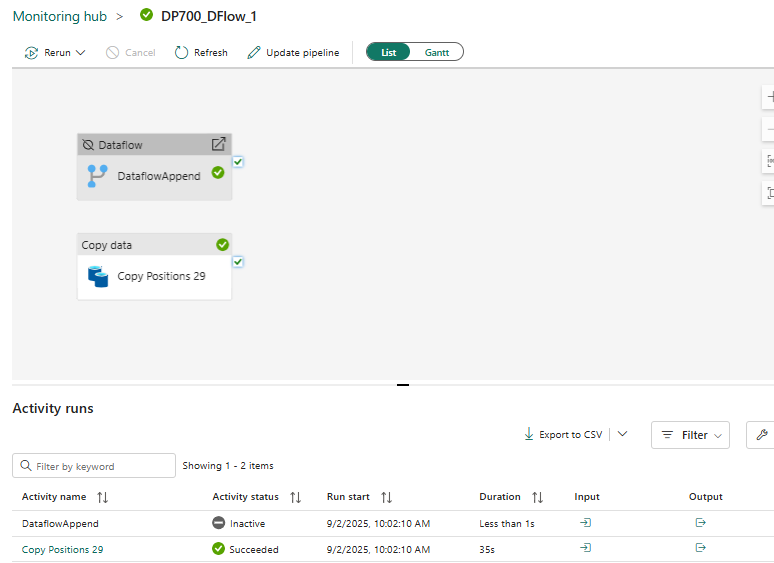 Monitoring hub > DP700_DFlow_1
Rerun Cancel Refresh Update pipeline List Gantt
Dataflow
DataflowAppend
Copy data
Copy Positions 29
Activity runs
Export to CSV Filter
Filter by keyword Showing 1 - 2 items
Activity name Activity status Run start Duration Input Output
DataflowAppend Inactive 9/2/2025, 10:02:10 AM Less than 1s
Copy Positions 29 Succeeded 9/2/2025, 10:02:10 AM 35s